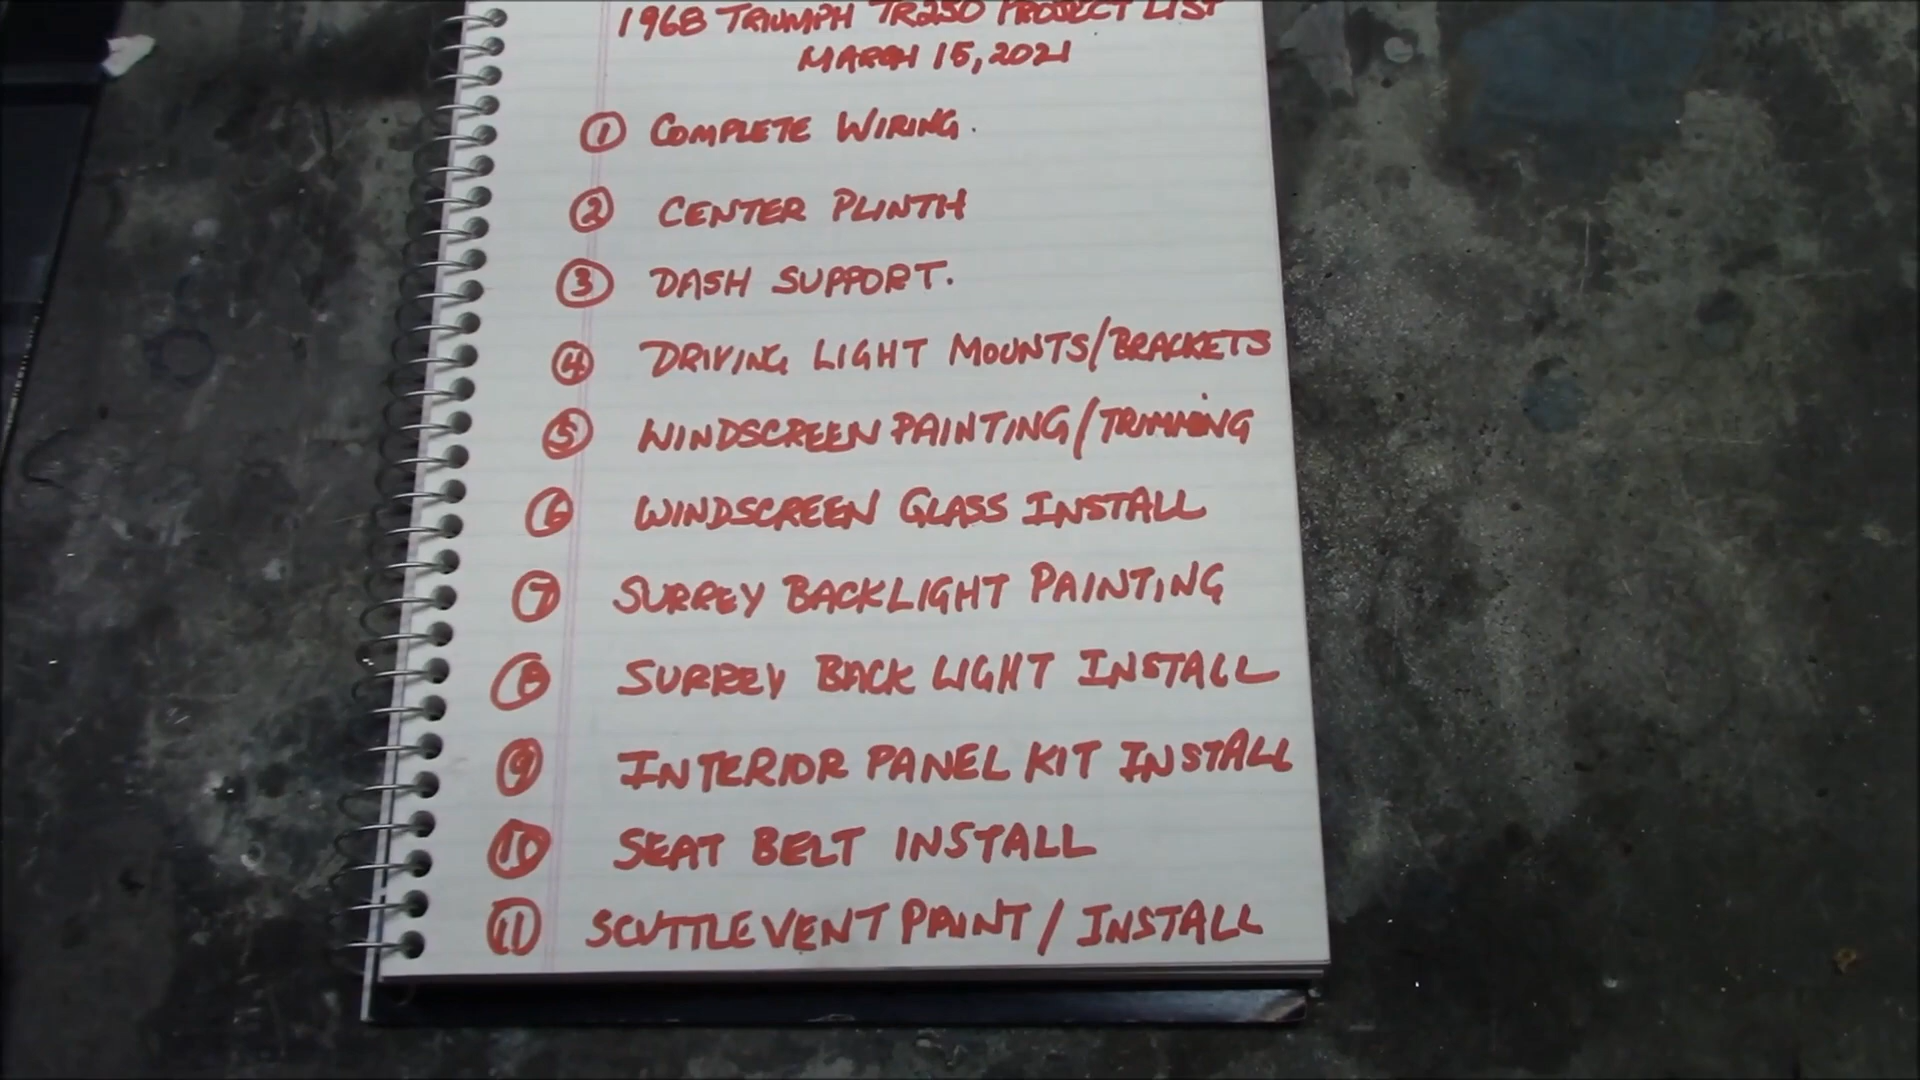 1968 TRIUMPH TR250 PROJECT LIST
MARCH 15, 2021
1 COMPLETE WIRING.
2 CENTER PLINTH
3 DASH SUPPORT.
4 DRIVING LIGHT MOUNTS/BRACKETS
5 WINDSCREEN PAINTING/TRIMMING
6 WINDSCREEN GLASS INSTALL
7 SURREY BACKLIGHT PAINTING
8 SURREY BACK LIGHT INSTALL
9 INTERIOR PANEL KIT INSTALL
10 SEAT BELT INSTALL
11 SCUTTLE VENT PAINT/INSTALL